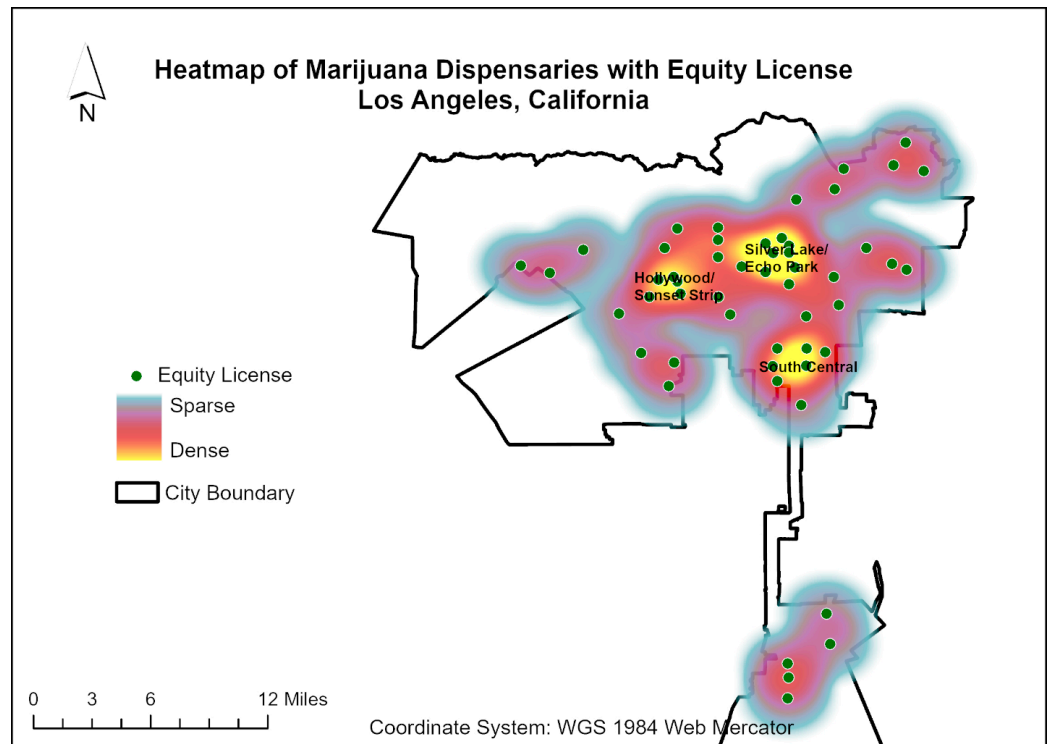 Heatmap of Marijuana Dispensaries with Equity License
Los Angeles, California
N
Silver Lake/
Echo Park
Hollywood/
Sunset Strip
South Central
Equity License
Sparse
Dense
City Boundary
0 3 6 12 Miles
Coordinate System: WGS 1984 Web Mercator